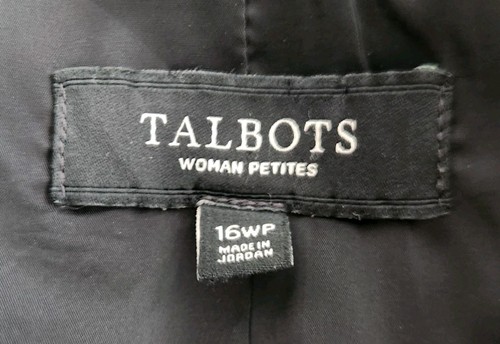 TALBOTS
WOMAN PETITES
16WP
MADE IN
JORDAN